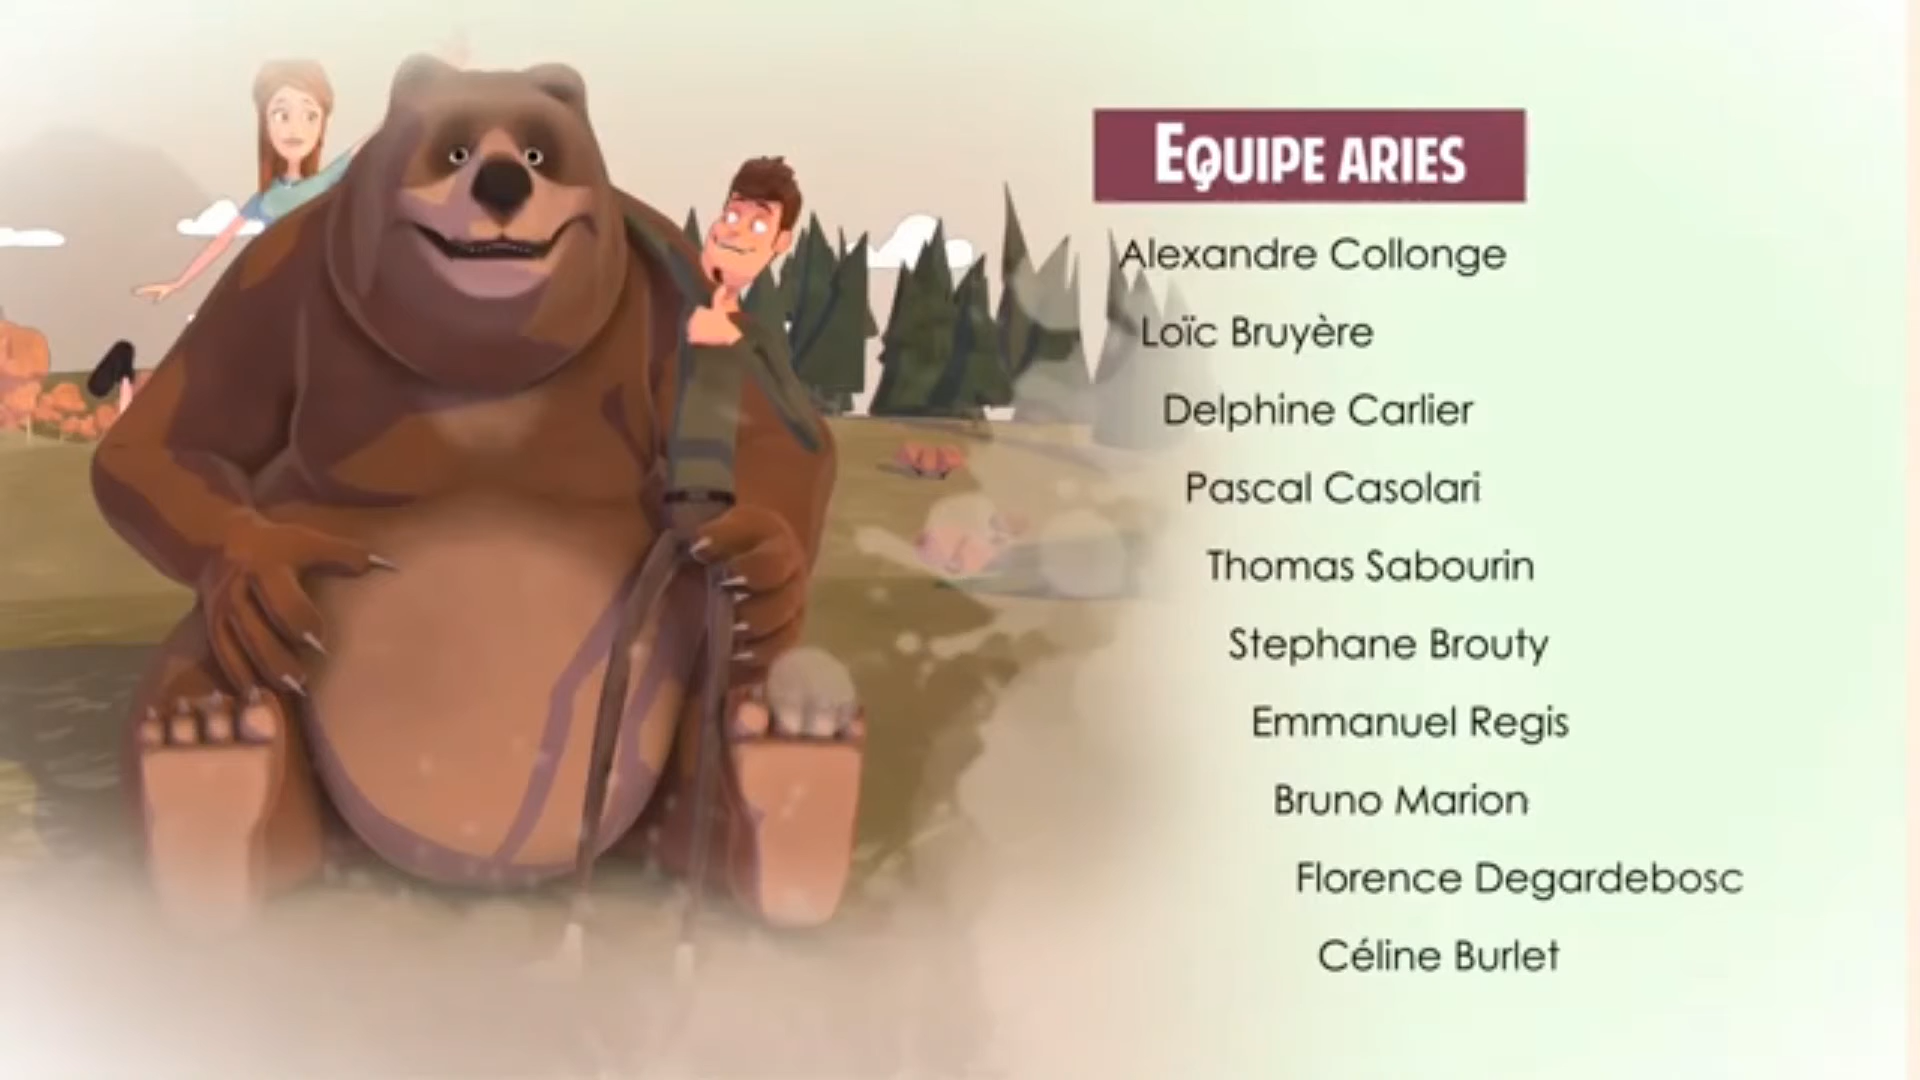 EQUIPE ARIES
Alexandre Collonge
Loïc Bruyère
Delphine Carlier
Pascal Casolari
Thomas Sabourin
Stephane Brouty
Emmanuel Regis
Bruno Marion
Florence Degardebosc
Céline Burlet